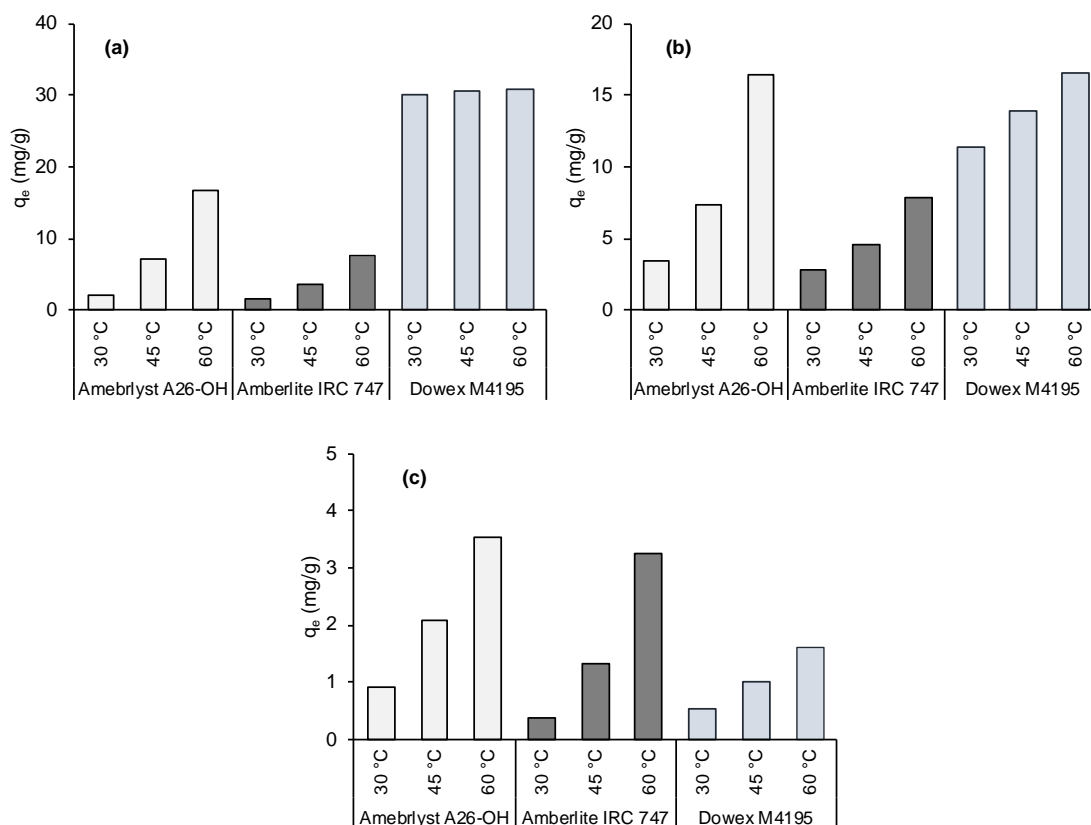 (a)
qe (mg/g)
40
30
20
10
0
30 °C 45 °C 60 °C 30 °C 45 °C 60 °C 30 °C 45 °C 60 °C
Amebrlyst A26-OH Amberlite IRC 747 Dowex M4195
(b)
qe (mg/g)
20
15
10
5
0
30 °C 45 °C 60 °C 30 °C 45 °C 60 °C 30 °C 45 °C 60 °C
Amebrlyst A26-OH Amberlite IRC 747 Dowex M4195
(c)
qe (mg/g)
5
4
3
2
1
0
30 °C 45 °C 60 °C 30 °C 45 °C 60 °C 30 °C 45 °C 60 °C
Amebrlyst A26-OH Amberlite IRC 747 Dowex M4195